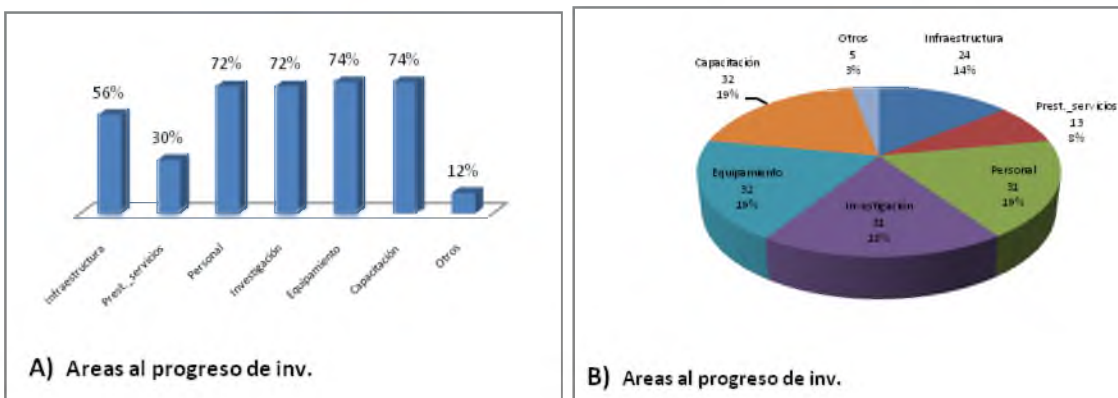 56%
30%
72%
72%
74%
74%
12%
Infraestructura
Prest._servicios
Personal
Investigación
Equipamiento
Capacitación
Otros
A) Areas al progreso de inv.
Otros
5
3%
Infraestructura
24
14%
Prest._servicios
13
8%
Personal
31
19%
Investigación
31
18%
Equipamiento
32
19%
Capacitación
32
19%
B) Areas al progreso de inv.